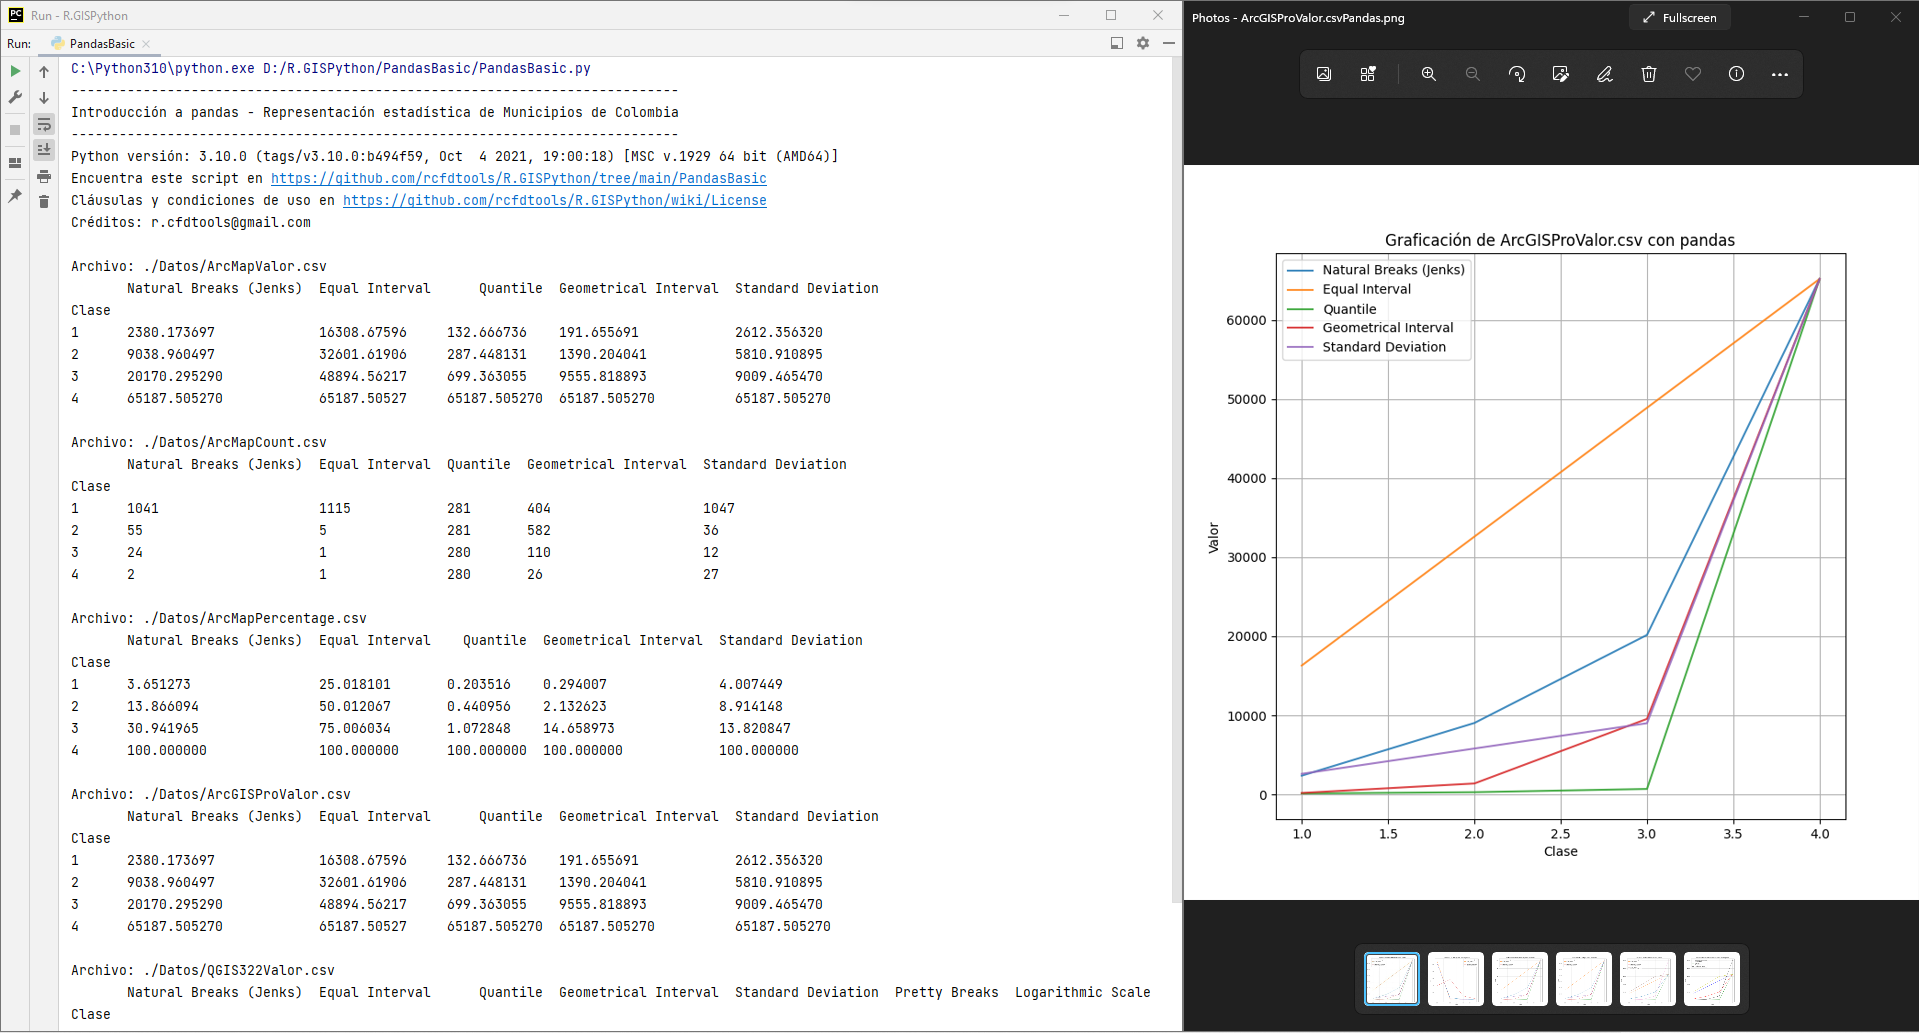 Run - R.GISPython
Run: PandasBasic
C:\Python310\python.exe D:/R.GISPython/PandasBasic/PandasBasic.py
----------------------------------------------------------------------------
Introducción a pandas - Representación estadística de Municipios de Colombia
----------------------------------------------------------------------------
Python versión: 3.10.0 (tags/v3.10.0:b494f59, Oct  4 2021, 19:00:18) [MSC v.1929 64 bit (AMD64)]
Encuentra este script en https://github.com/rcfdtools/R.GISPython/tree/main/PandasBasic
Cláusulas y condiciones de uso en https://github.com/rcfdtools/R.GISPython/wiki/License
Créditos: r.cfdtools@gmail.com
Archivo: ./Datos/ArcMapValor.csv
Natural Breaks (Jenks)  Equal Interval      Quantile  Geometrical Interval  Standard Deviation
Clase
1      2380.173697             16308.67596     132.666736    191.655691            2612.356320
2      9038.960497             32601.61906     287.448131    1390.204041           5810.910895
3      20170.295290            48894.56217     699.363055    9555.818893           9009.465470
4      65187.505270            65187.50527     65187.505270  65187.505270          65187.505270
Archivo: ./Datos/ArcMapCount.csv
Natural Breaks (Jenks)  Equal Interval  Quantile  Geometrical Interval  Standard Deviation
Clase
1      1041                    1115            281       404                   1047
2      55                      5               281       582                   36
3      24                      1               280       110                   12
4      2                       1               280       26                    27
Archivo: ./Datos/ArcMapPercentage.csv
Natural Breaks (Jenks)  Equal Interval    Quantile  Geometrical Interval  Standard Deviation
Clase
1      3.651273                25.018101       0.203516    0.294007              4.007449
2      13.866094               50.012067       0.440956    2.132623              8.914148
3      30.941965               75.006034       1.072848    14.658973             13.820847
4      100.000000              100.000000      100.000000  100.000000            100.000000
Archivo: ./Datos/ArcGISProValor.csv
Natural Breaks (Jenks)  Equal Interval      Quantile  Geometrical Interval  Standard Deviation
Clase
1      2380.173697             16308.67596     132.666736    191.655691            2612.356320
2      9038.960497             32601.61906     287.448131    1390.204041           5810.910895
3      20170.295290            48894.56217     699.363055    9555.818893           9009.465470
4      65187.505270            65187.50527     65187.505270  65187.505270          65187.505270
Archivo: ./Datos/QGIS322Valor.csv
Natural Breaks (Jenks)  Equal Interval      Quantile  Geometrical Interval  Standard Deviation  Pretty Breaks  Logarithmic Scale
Clase
Photos - ArcGISProValor.csvPandas.png
Fullscreen
Graficación de ArcGISProValor.csv con pandas
Natural Breaks (Jenks)
Equal Interval
Quantile
Geometrical Interval
Standard Deviation
60000
50000
40000
30000
20000
10000
0
Valor
1.0 1.5 2.0 2.5 3.0 3.5 4.0
Clase